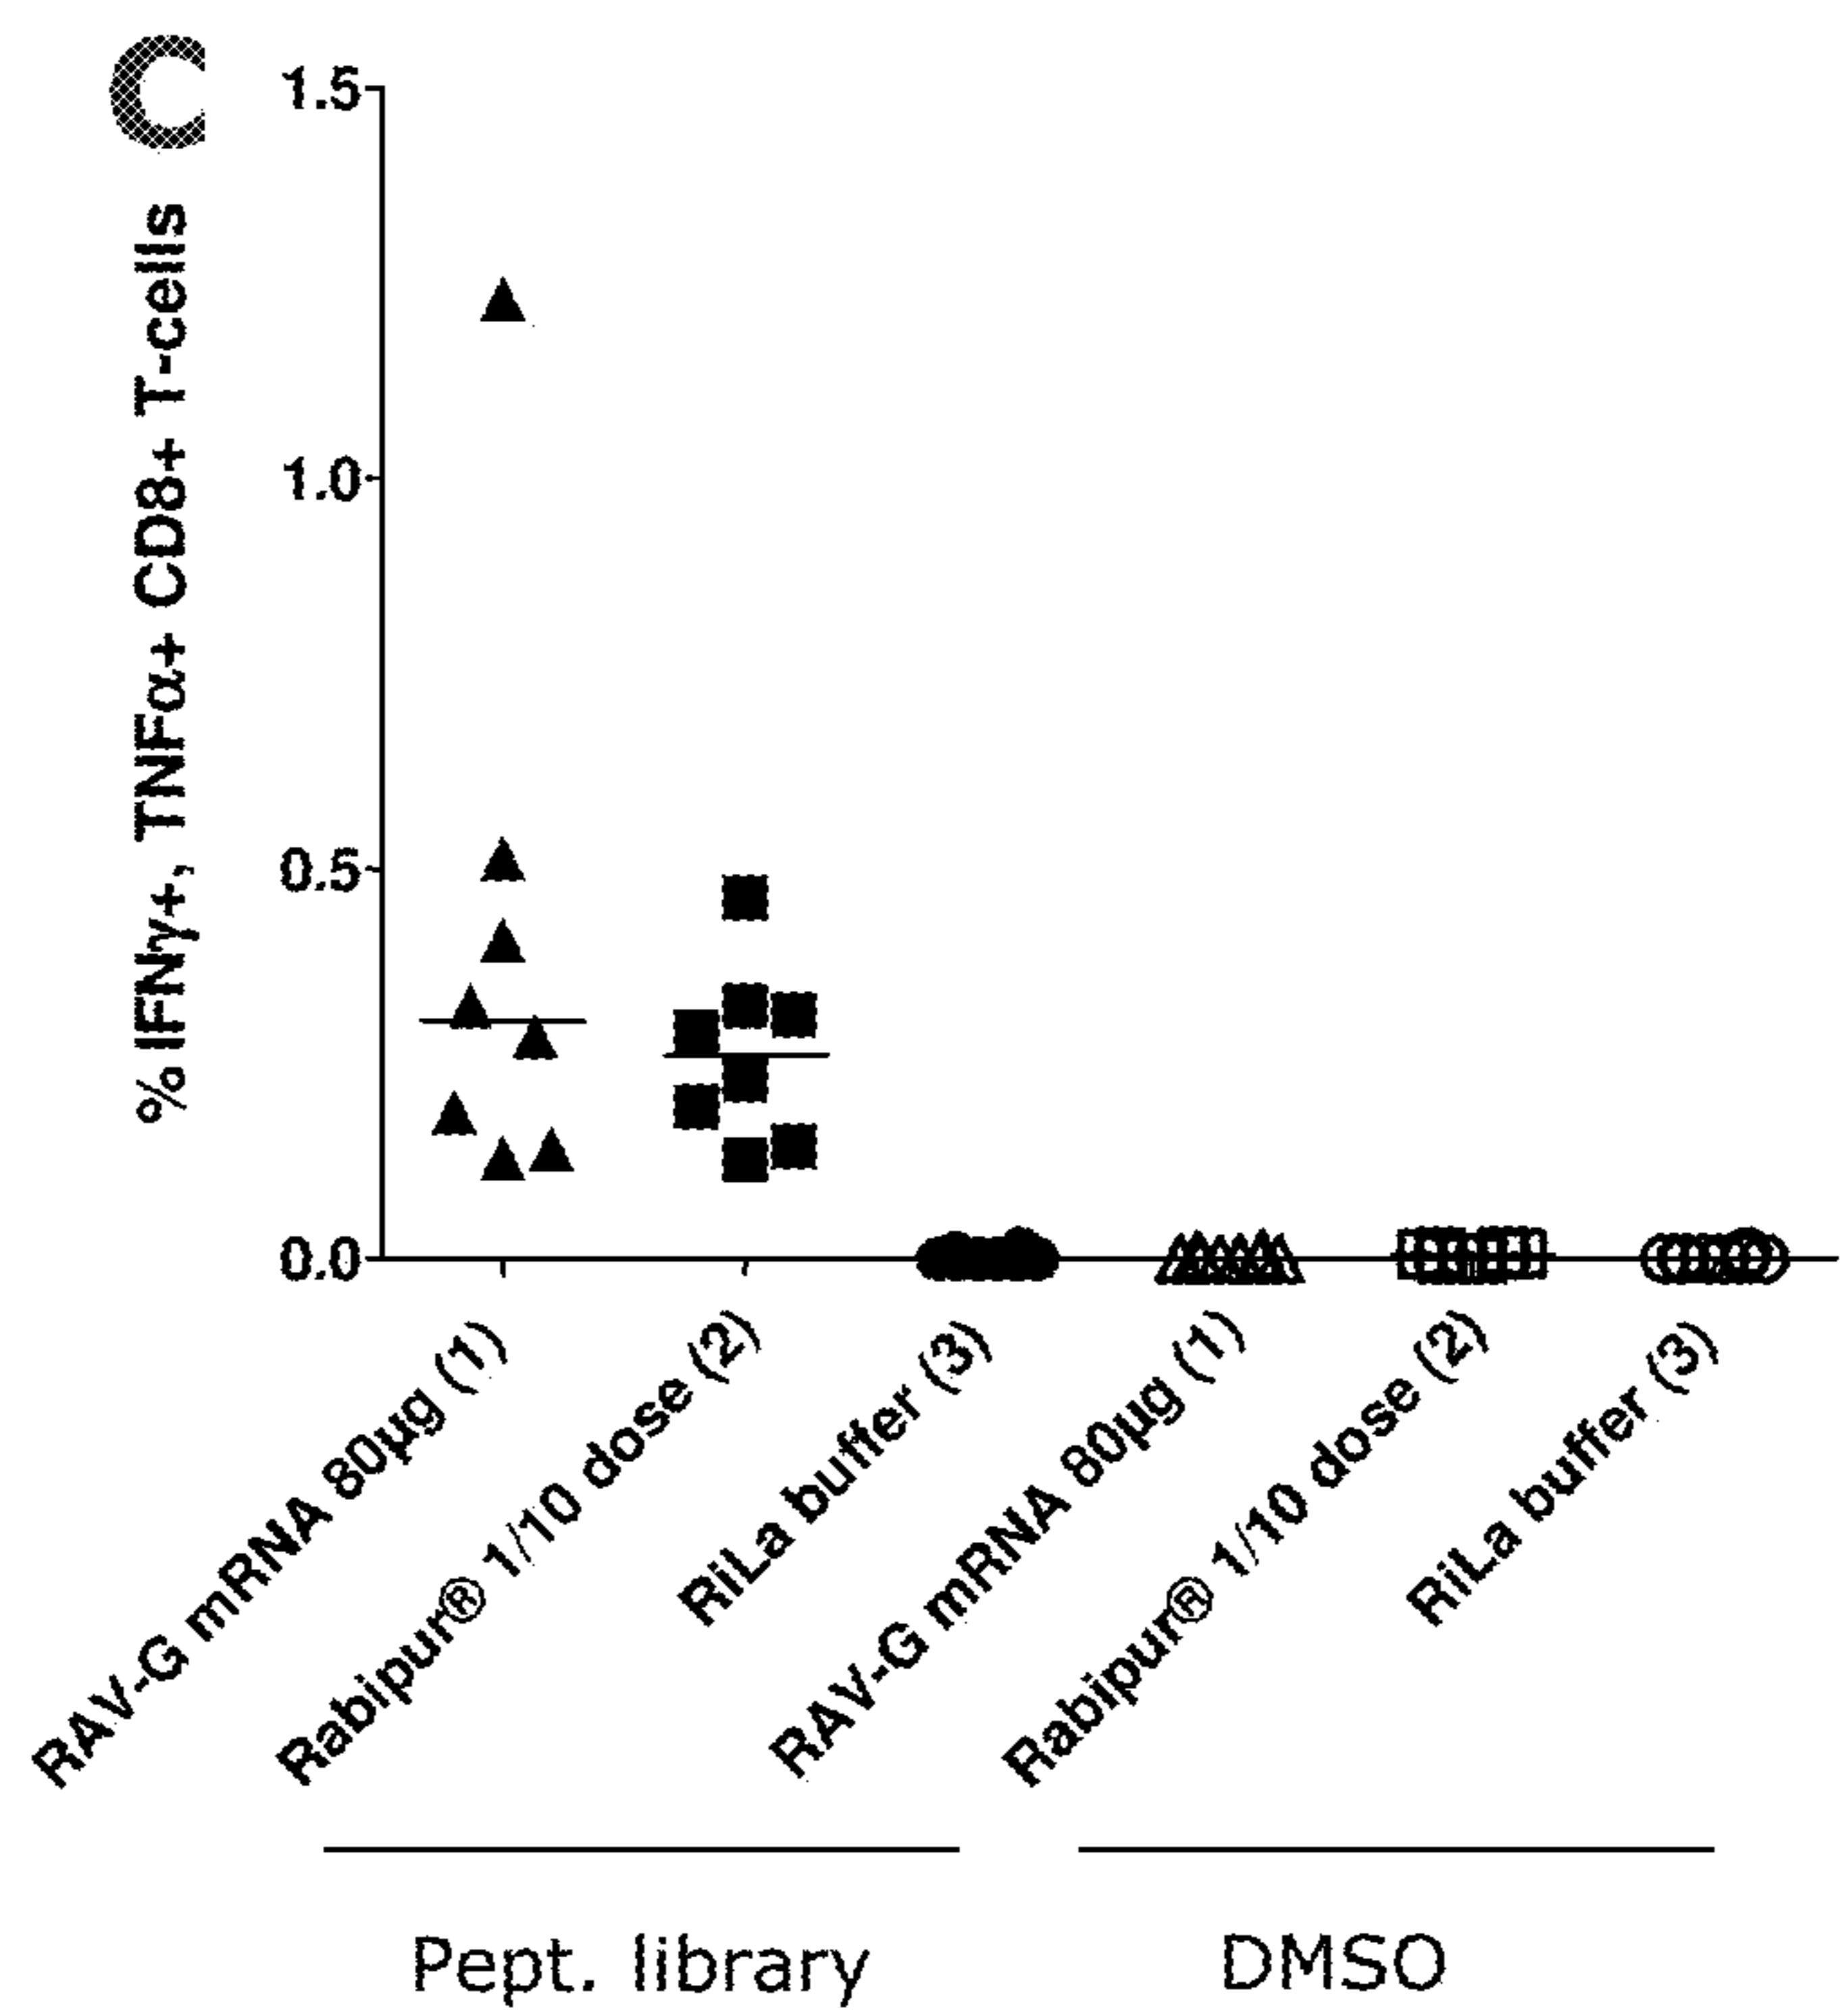 C
% IFNγ+, TNFα+ CD8+ T-cells
1.5
1.0
0.5
0.0
RAV-G mRNA 80µg (1)
Rabipur® 1/10 dose (2)
RiLa buffer (3)
RAV-G mRNA 80µg (1)
Rabipur® 1/10 dose (2)
RiLa buffer (3)
Pept. library
DMSO